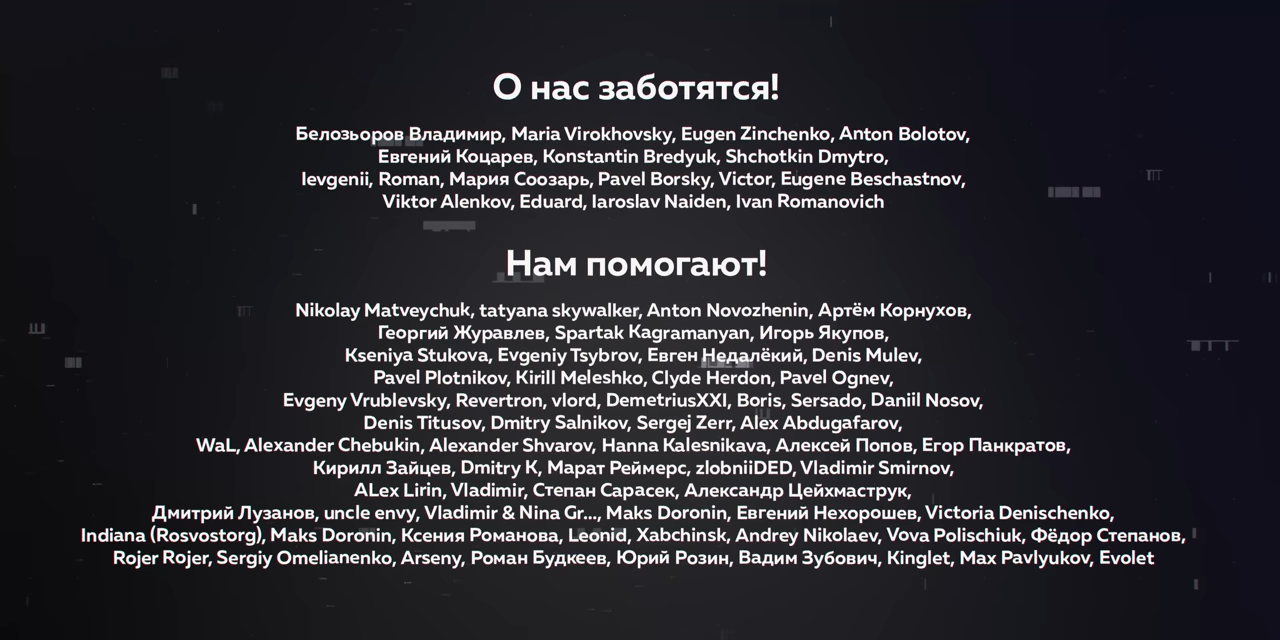 О нас заботятся!
Белозьоров Владимир, Maria Virokhovsky, Eugen Zinchenko, Anton Bolotov,
Евгений Коцарев, Konstantin Bredyuk, Shchotkin Dmytro,
Ievgenii, Roman, Мария Соозарь, Pavel Borsky, Victor, Eugene Beschastnov,
Viktor Alenkov, Eduard, Iaroslav Naiden, Ivan Romanovich
Нам помогают!
Nikolay Matveychuk, tatyana skywalker, Anton Novozhenin, Артём Корнухов,
Георгий Журавлев, Spartak Kagramanyan, Игорь Якупов,
Kseniya Stukova, Evgeniy Tsybrov, Евген Недалёкий, Denis Mulev,
Pavel Plotnikov, Kirill Meleshko, Clyde Herdon, Pavel Ognev,
Evgeny Vrublevsky, Revertron, vlord, DemetriusXXI, Boris, Sersado, Daniil Nosov,
Denis Titusov, Dmitry Salnikov, Sergej Zerr, Alex Abdugafarov,
WaL, Alexander Chebukin, Alexander Shvarov, Hanna Kalesnikava, Алексей Попов, Егор Панкратов,
Кирилл Зайцев, Dmitry K, Марат Реймерс, zlobniiDED, Vladimir Smirnov,
ALex Lirin, Vladimir, Степан Сарасек, Александр Цейхмаструк,
Дмитрий Лузанов, uncle envy, Vladimir & Nina Gr..., Maks Doronin, Евгений Нехорошев, Victoria Denischenko,
Indiana (Rosvostorg), Maks Doronin, Ксения Романова, Leonid, Xabchinsk, Andrey Nikolaev, Vova Polischiuk, Фёдор Степанов,
Rojer Rojer, Sergiy Omelianenko, Arseny, Роман Будкеев, Юрий Розин, Вадим Зубович, Kinglet, Max Pavlyukov, Evolet